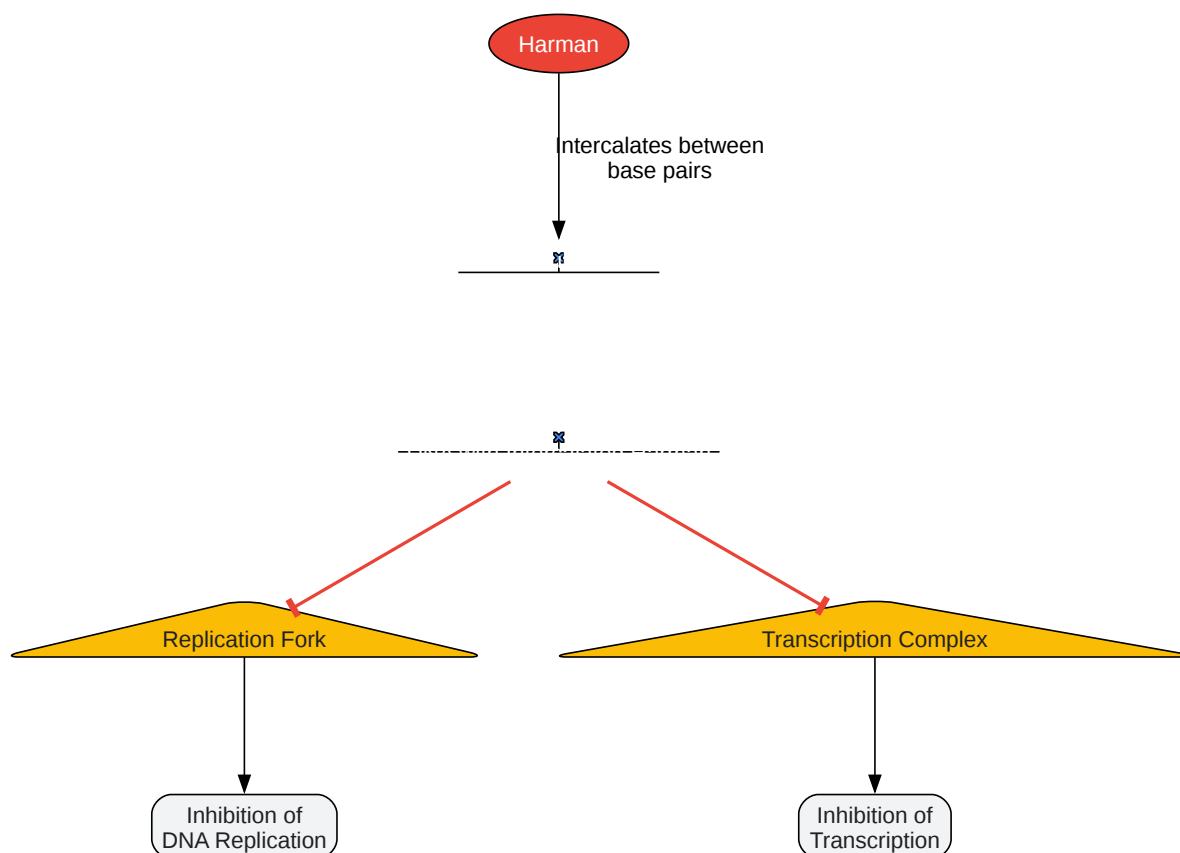 Harman
Intercalates between
base pairs
Replication Fork
Transcription Complex
Inhibition of
DNA Replication
Inhibition of
Transcription